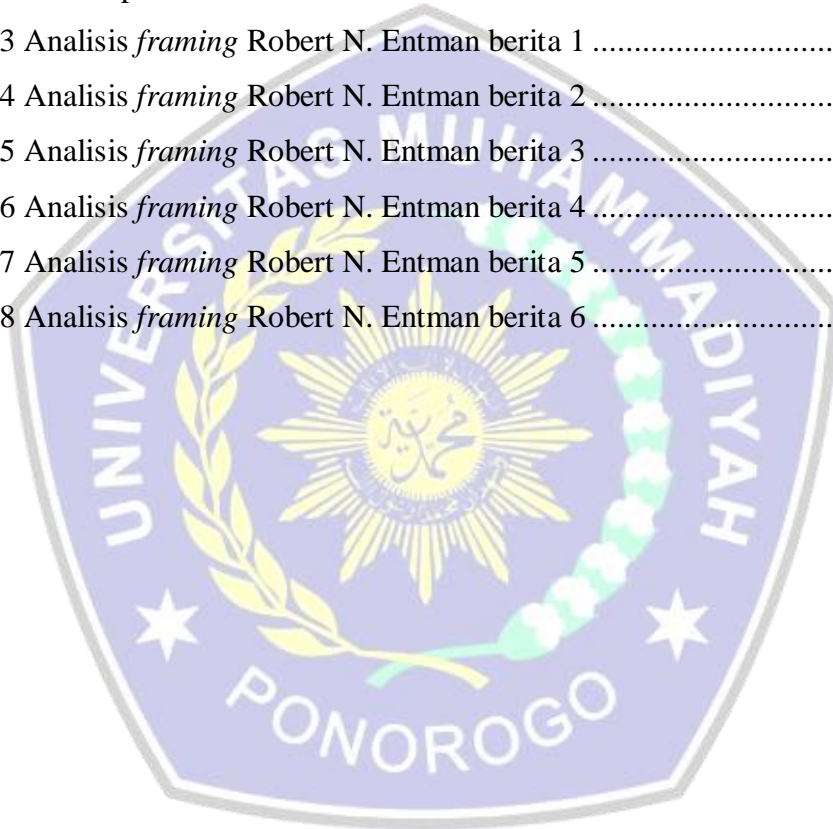 3 Analisis framing Robert N. Entman berita 1 ............................
4 Analisis framing Robert N. Entman berita 2 ............................
5 Analisis framing Robert N. Entman berita 3 ............................
6 Analisis framing Robert N. Entman berita 4 ............................
7 Analisis framing Robert N. Entman berita 5 ............................
8 Analisis framing Robert N. Entman berita 6 ............................
UNIVERSITAS MUHAMMADIYAH
PONOROGO